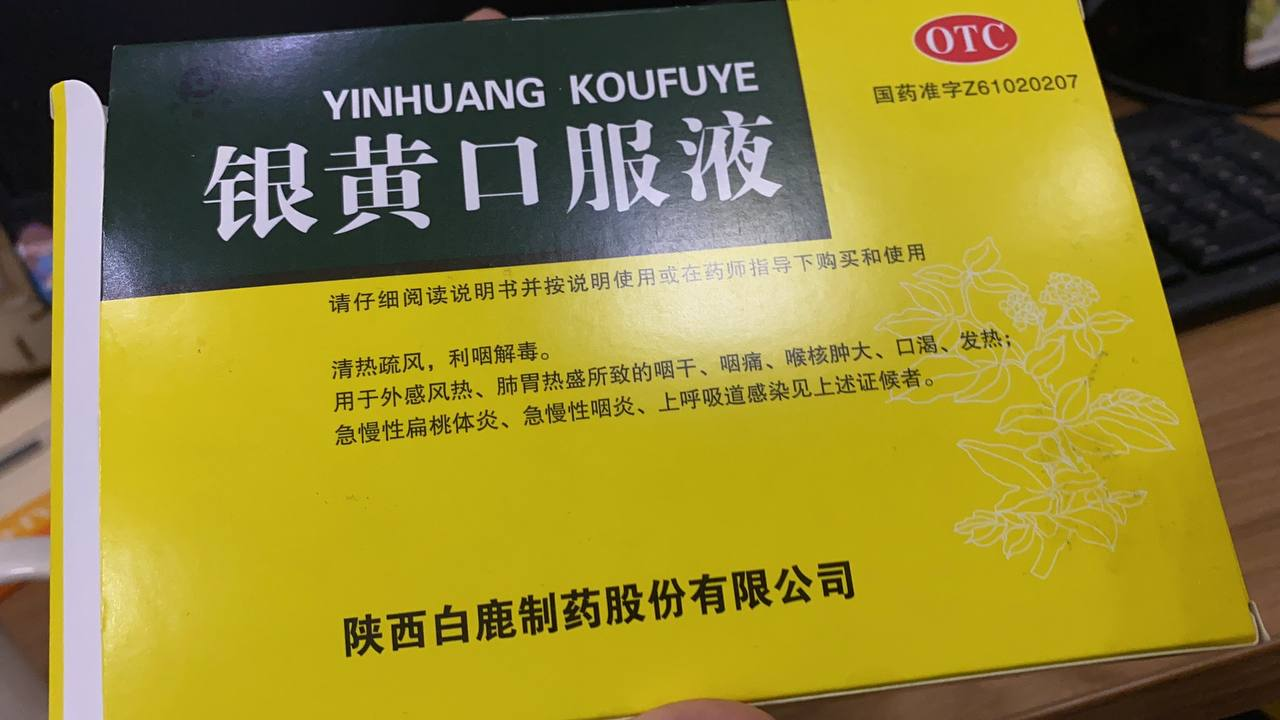 OTC
国药准字Z61020207
YINHUANG KOUFUYE
银黄口服液
请仔细阅读说明书并按说明使用或在药师指导下购买和使用
清热疏风，利咽解毒。
用于外感风热、肺胃热盛所致的咽干、咽痛、喉核肿大、口渴、发热；
急慢性扁桃体炎、急慢性咽炎、上呼吸道感染见上述证候者。
陕西白鹿制药股份有限公司